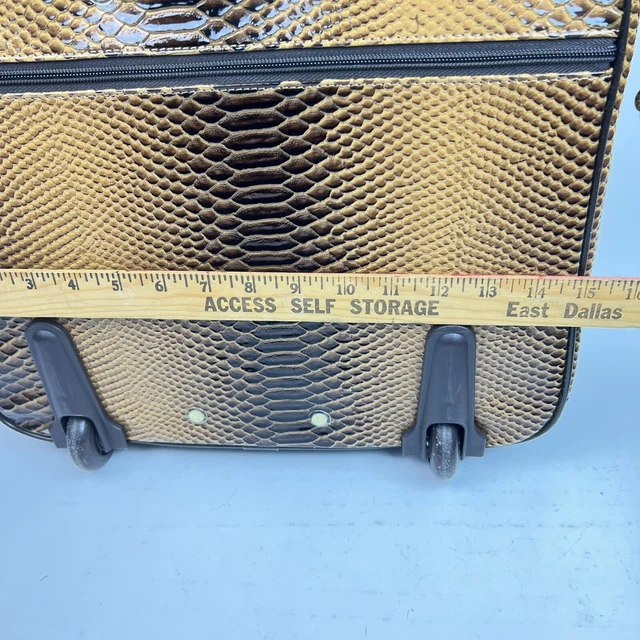 3 4 5 6 7 8 9 10 11 12 13 14 15
ACCESS SELF STORAGE East Dallas